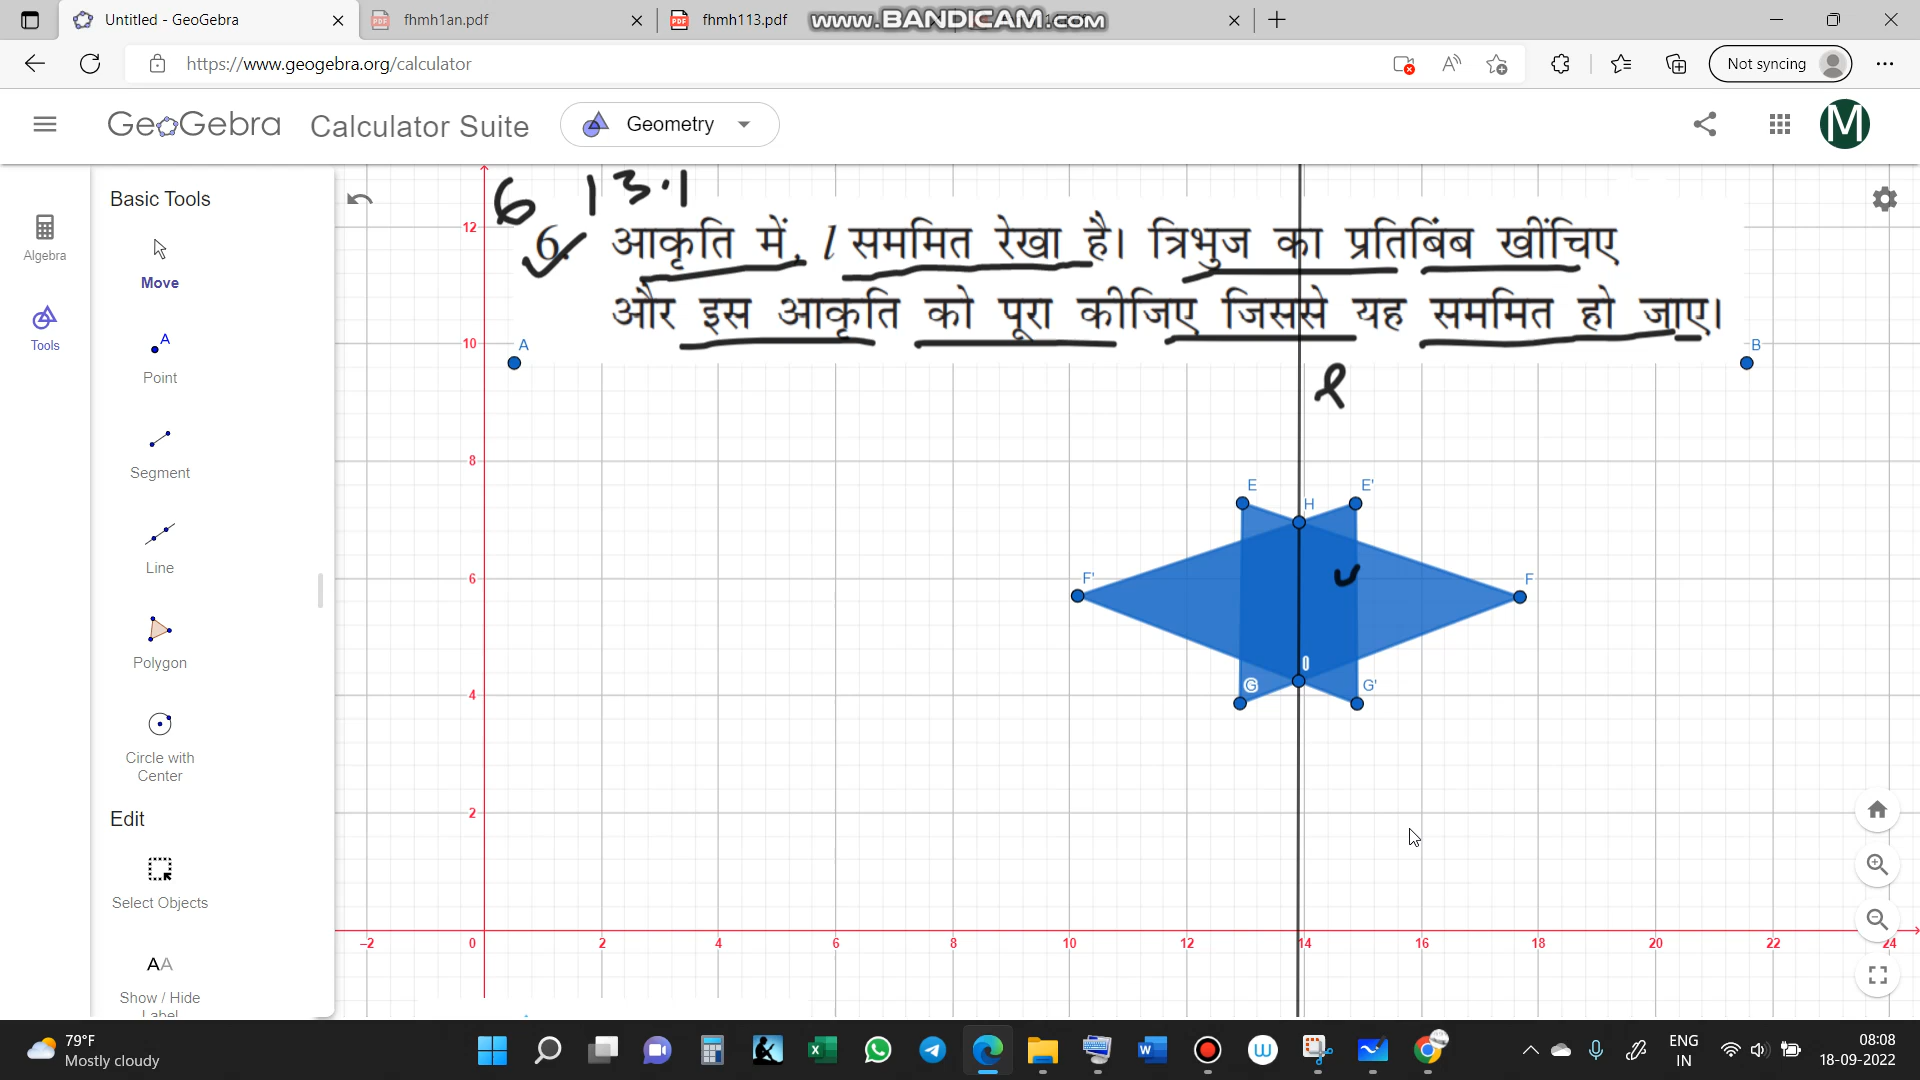 Untitled - GeoGebra
fhmh1an.pdf
fhmh113.pdf
www.BANDICAM.com
https://www.geogebra.org/calculator
Not syncing
GeoGebra Calculator Suite
Geometry
M
Algebra
Tools
Basic Tools
Move
Point
Segment
Line
Polygon
Circle with
Center
Edit
Select Objects
Show / Hide
Label
6 13.1
6. आकृति में, l सममित रेखा है। त्रिभुज का प्रतिबिंब खींचिए
और इस आकृति को पूरा कीजिए जिससे यह सममित हो जाए।
A B
l
E H E'
F' F
G I G'
12
10
8
6
4
2
-2 0 2 4 6 8 10 12 14 16 18 20 22 24
79°F
Mostly cloudy
ENG
IN
08:08
18-09-2022